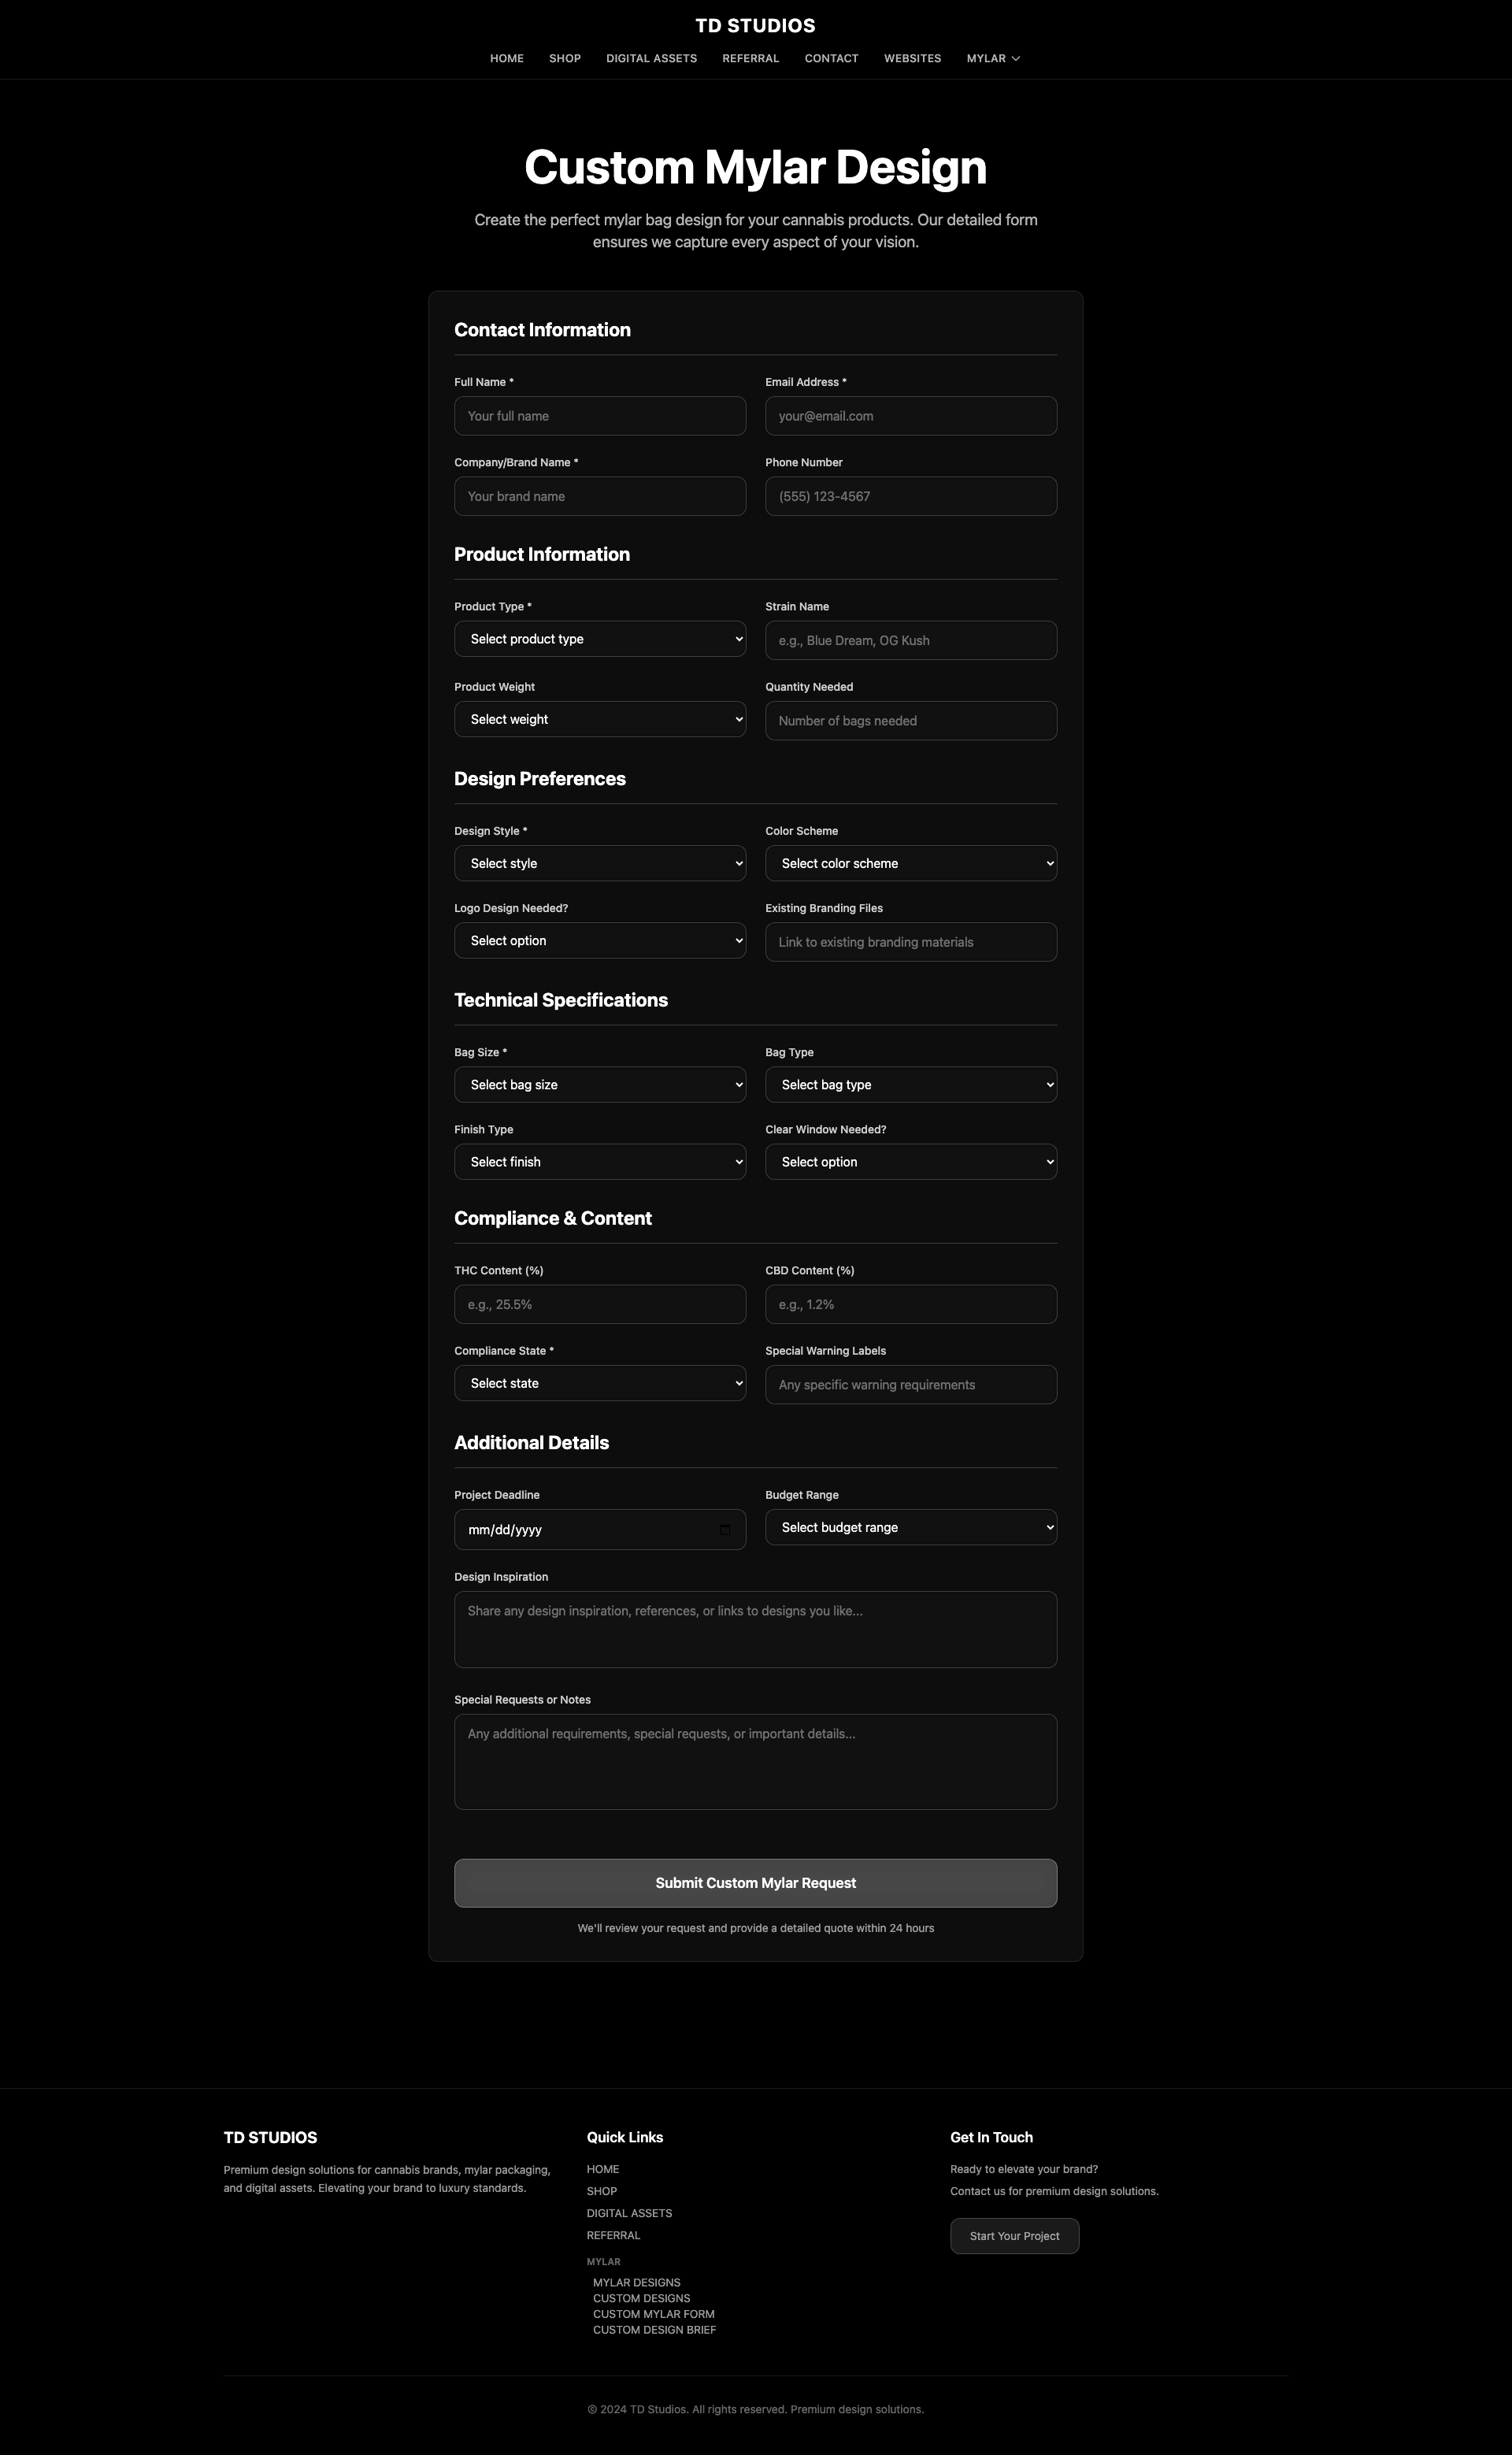 TD STUDIOS
HOME SHOP DIGITAL ASSETS REFERRAL CONTACT WEBSITES MYLAR
Custom Mylar Design
Create the perfect mylar bag design for your cannabis products. Our detailed form
ensures we capture every aspect of your vision.
Contact Information
Full Name * Email Address *
Your full name your@email.com
Company/Brand Name * Phone Number
Your brand name (555) 123-4567
Product Information
Product Type * Strain Name
Select product type e.g., Blue Dream, OG Kush
Product Weight Quantity Needed
Select weight Number of bags needed
Design Preferences
Design Style * Color Scheme
Select style Select color scheme
Logo Design Needed? Existing Branding Files
Select option Link to existing branding materials
Technical Specifications
Bag Size * Bag Type
Select bag size Select bag type
Finish Type Clear Window Needed?
Select finish Select option
Compliance & Content
THC Content (%) CBD Content (%)
e.g., 25.5% e.g., 1.2%
Compliance State * Special Warning Labels
Select state Any specific warning requirements
Additional Details
Project Deadline Budget Range
mm/dd/yyyy Select budget range
Design Inspiration
Share any design inspiration, references, or links to designs you like...
Special Requests or Notes
Any additional requirements, special requests, or important details...
Submit Custom Mylar Request
We'll review your request and provide a detailed quote within 24 hours
TD STUDIOS
Premium design solutions for cannabis brands, mylar packaging,
and digital assets. Elevating your brand to luxury standards.
Quick Links
HOME
SHOP
DIGITAL ASSETS
REFERRAL
MYLAR
MYLAR DESIGNS
CUSTOM DESIGNS
CUSTOM MYLAR FORM
CUSTOM DESIGN BRIEF
Get In Touch
Ready to elevate your brand?
Contact us for premium design solutions.
Start Your Project
© 2024 TD Studios. All rights reserved. Premium design solutions.